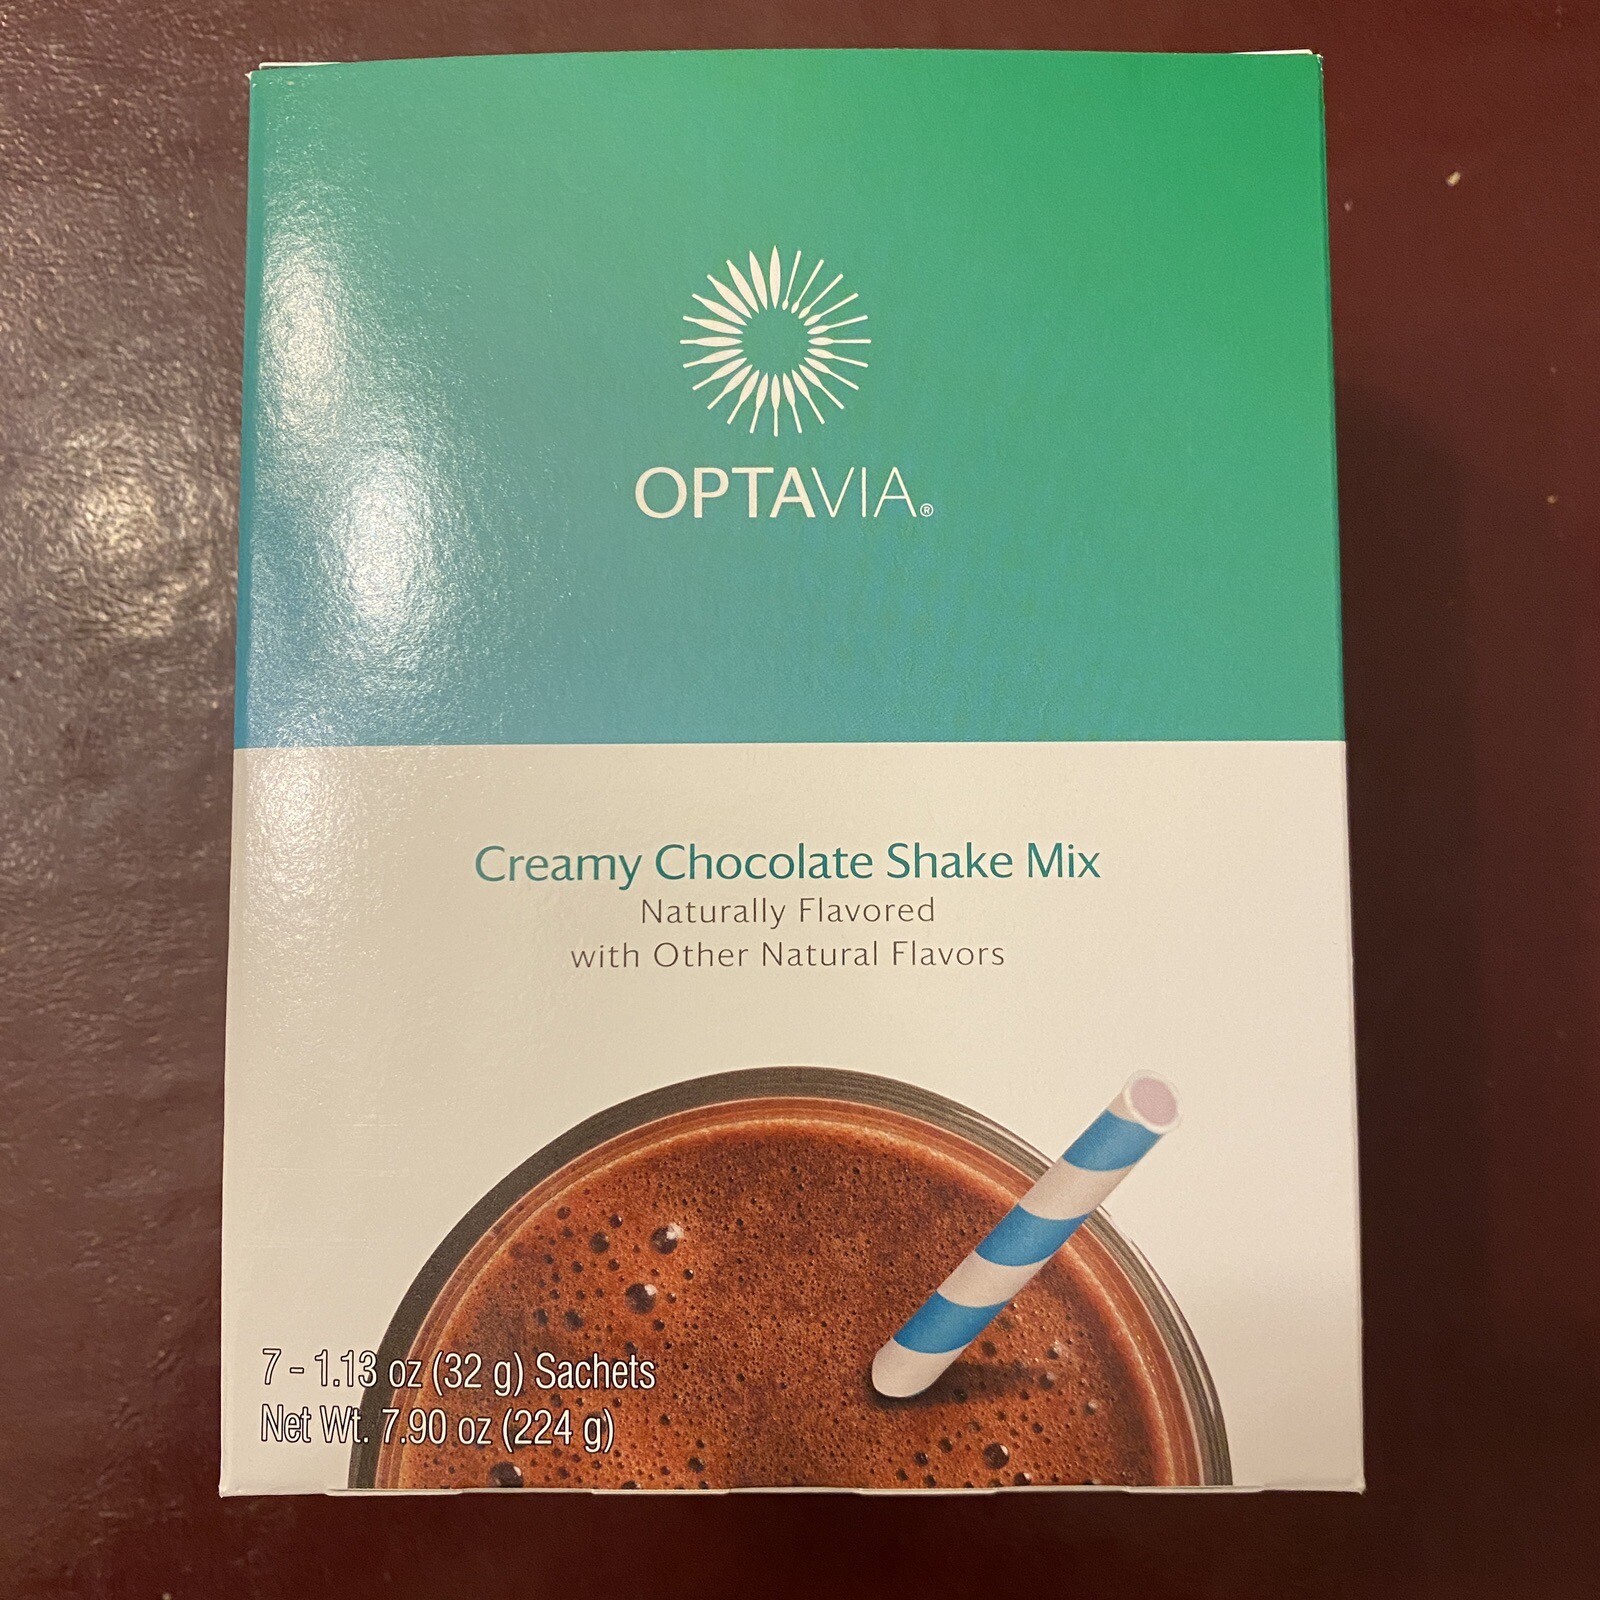 OPTAVIA®
Creamy Chocolate Shake Mix
Naturally Flavored
with Other Natural Flavors
7 - 1.13 oz (32 g) Sachets
Net Wt. 7.90 oz (224 g)